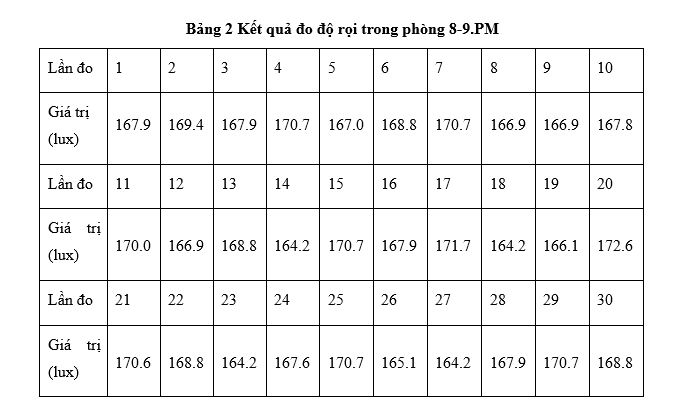 Bảng 2 Kết quả đo độ rọi trong phòng 8-9.PM
Lần đo 1 2 3 4 5 6 7 8 9 10
Giá trị (lux) 167.9 169.4 167.9 170.7 167.0 168.8 170.7 166.9 166.9 167.8
Lần đo 11 12 13 14 15 16 17 18 19 20
Giá trị (lux) 170.0 166.9 168.8 164.2 170.7 167.9 171.7 164.2 166.1 172.6
Lần đo 21 22 23 24 25 26 27 28 29 30
Giá trị (lux) 170.6 168.8 164.2 167.6 170.7 165.1 164.2 167.9 170.7 168.8